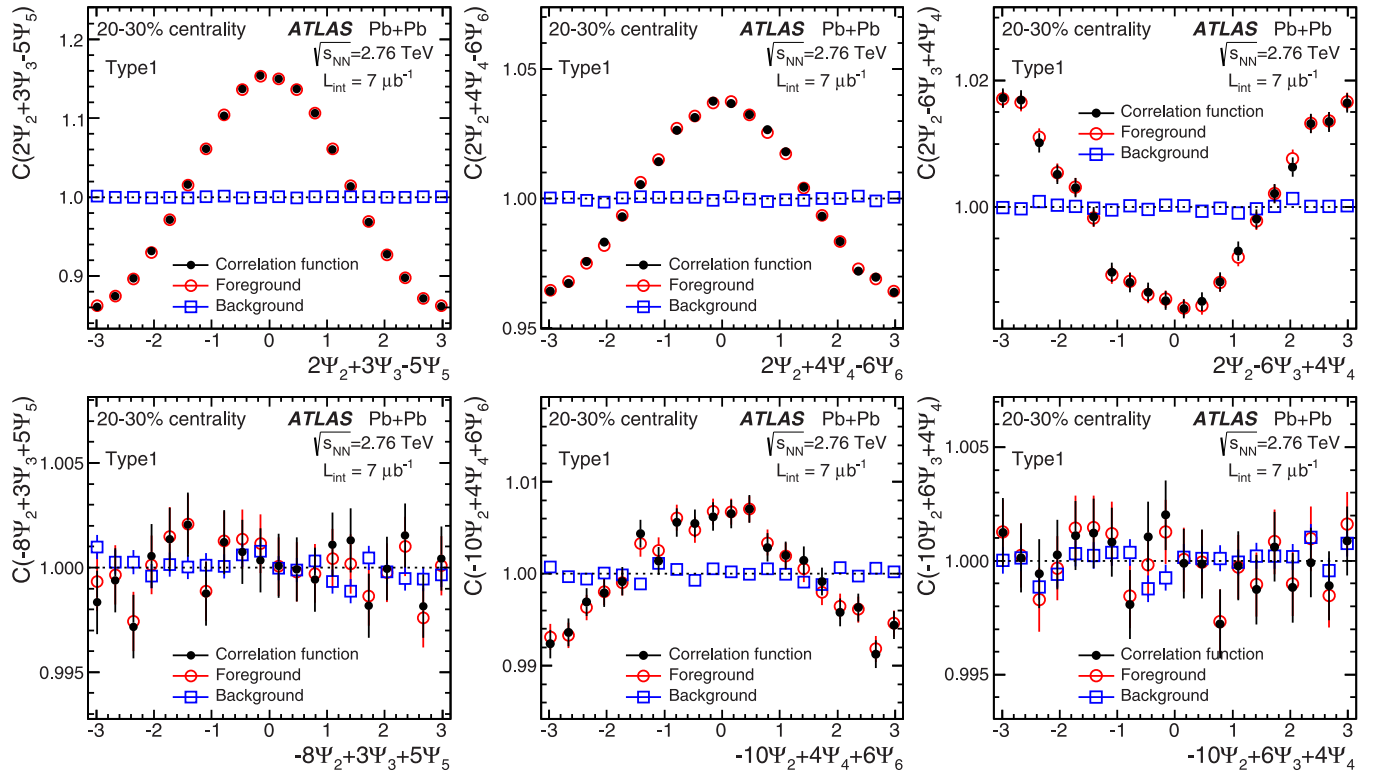 C(2Ψ₂+3Ψ₃-5Ψ₅)
20-30% centrality ATLAS Pb+Pb
√sNN=2.76 TeV
Type1
Lint = 7 μb⁻¹
1.2
1.1
1.0
0.9
Correlation function
Foreground
Background
-3 -2 -1 0 1 2 3
2Ψ₂+3Ψ₃-5Ψ₅
C(2Ψ₂+4Ψ₄-6Ψ₆)
20-30% centrality ATLAS Pb+Pb
√sNN=2.76 TeV
Type1
Lint = 7 μb⁻¹
1.05
1.00
0.95
Correlation function
Foreground
Background
-3 -2 -1 0 1 2 3
2Ψ₂+4Ψ₄-6Ψ₆
C(2Ψ₂-6Ψ₃+4Ψ₄)
20-30% centrality ATLAS Pb+Pb
√sNN=2.76 TeV
Type1
Lint = 7 μb⁻¹
1.02
1.00
Correlation function
Foreground
Background
-3 -2 -1 0 1 2 3
2Ψ₂-6Ψ₃+4Ψ₄
C(-8Ψ₂+3Ψ₃+5Ψ₅)
20-30% centrality ATLAS Pb+Pb
√sNN=2.76 TeV
Type1
Lint = 7 μb⁻¹
1.005
1.000
0.995
Correlation function
Foreground
Background
-3 -2 -1 0 1 2 3
-8Ψ₂+3Ψ₃+5Ψ₅
C(-10Ψ₂+4Ψ₄+6Ψ₆)
20-30% centrality ATLAS Pb+Pb
√sNN=2.76 TeV
Type1
Lint = 7 μb⁻¹
1.01
1.00
0.99
Correlation function
Foreground
Background
-3 -2 -1 0 1 2 3
-10Ψ₂+4Ψ₄+6Ψ₆
C(-10Ψ₂+6Ψ₃+4Ψ₄)
20-30% centrality ATLAS Pb+Pb
√sNN=2.76 TeV
Type1
Lint = 7 μb⁻¹
1.005
1.000
0.995
Correlation function
Foreground
Background
-3 -2 -1 0 1 2 3
-10Ψ₂+6Ψ₃+4Ψ₄